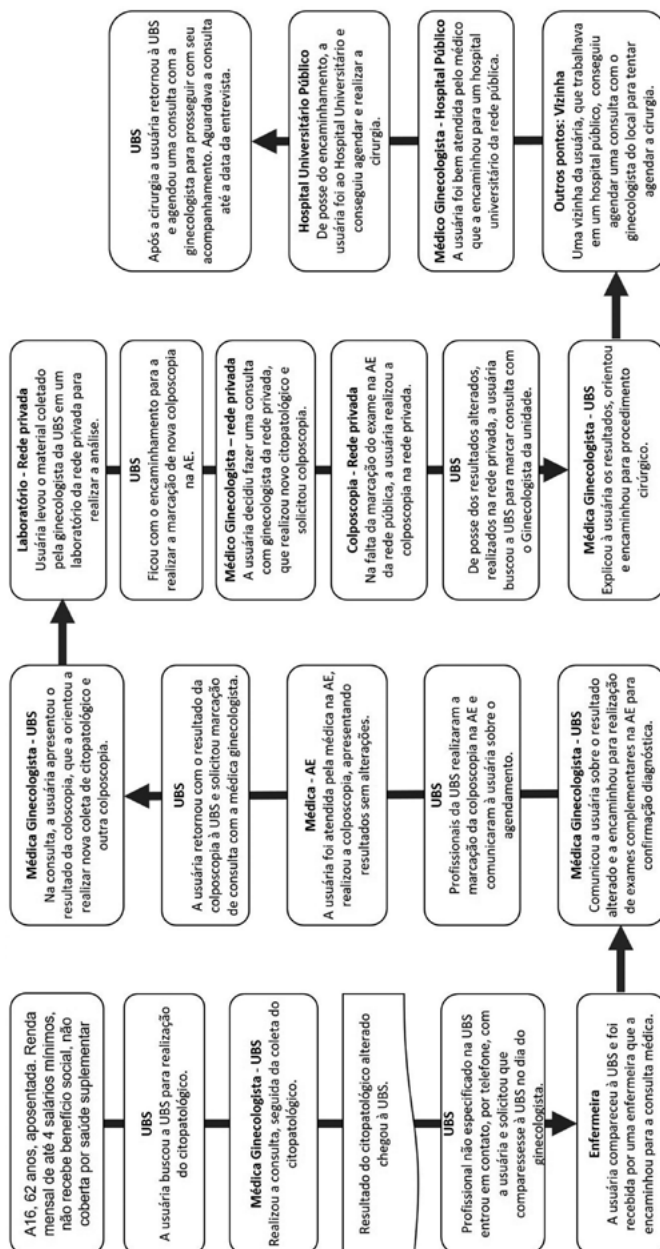 A16, 62 anos, aposentada. Renda
mensal de até 4 salários mínimos,
não recebe benefício social, não
coberta por saúde suplementar
UBS
A usuária buscou a UBS para realização
do citopatológico.
Médica Ginecologista - UBS
Realizou a consulta, seguida da coleta do
citopatológico.
Resultado do citopatológico alterado
chegou à UBS.
UBS
Profissional não especificado na UBS
entrou em contato, por telefone, com
a usuária e solicitou que
comparesesse à UBS no dia do
ginecologista.
Enfermeira
A usuária compareceu à UBS e foi
recebida por uma enfermeira que a
encaminhou para a consulta médica.
Médica Ginecologista - UBS
Comunicou a usuária sobre o resultado
alterado e a encaminhou para realização
de exames complementares na AE para
confirmação diagnóstica.
UBS
Profissionais da UBS realizaram a
marcação da colposcopia na AE e
comunicaram à usuária sobre o
agendamento.
Médica - AE
A usuária foi atendida pela médica na AE,
realizou a colposcopia, apresentando
resultados sem alterações.
UBS
A usuária retornou com o resultado da
colposcopia à UBS e solicitou marcação
de consulta com a médica ginecologista.
Médica Ginecologista - UBS
Na consulta, a usuária apresentou o
resultado da coloscopia, que a orientou a
realizar nova coleta de citopatológico e
outra colposcopia.
Laboratório - Rede privada
Usuária levou o material coletado
pela ginecologista da UBS em um
laboratório da rede privada para
realizar a análise.
UBS
Ficou com o encaminhamento para a
realizar a marcação de nova colposcopia
na AE.
Médico Ginecologista – rede privada
A usuária decidiu fazer uma consulta
com ginecologista da rede privada,
que realizou novo citopatológico e
solicitou colposcopia.
Colposcopia - Rede privada
Na falta da marcação do exame na AE
da rede pública, a usuária realizou a
colposcopia na rede privada.
UBS
De posse dos resultados alterados,
realizados na rede privada, a usuária
buscou a UBS para marcar consulta com
o Ginecologista da unidade.
Médica Ginecologista - UBS
Explicou à usuária os resultados, orientou
e encaminhou para procedimento
cirúrgico.
Outros pontos: Vizinha
Uma vizinha da usuária, que trabalhava
em um hospital público, conseguiu
agendar uma consulta com o
ginecologista do local para tentar
agendar a cirurgia.
Médico Ginecologista - Hospital Público
A usuária foi bem atendida pelo médico
que a encaminhou para um hospital
universitário da rede pública.
Hospital Universitário Público
De posse do encaminhamento, a
usuária foi ao Hospital Universitário e
conseguiu agendar e realizar a
cirurgia.
UBS
Após a cirurgia a usuária retornou à UBS
e agendou uma consulta com a
ginecologista para prosseguir com seu
acompanhamento. Aguardava a consulta
até a data da entrevista.